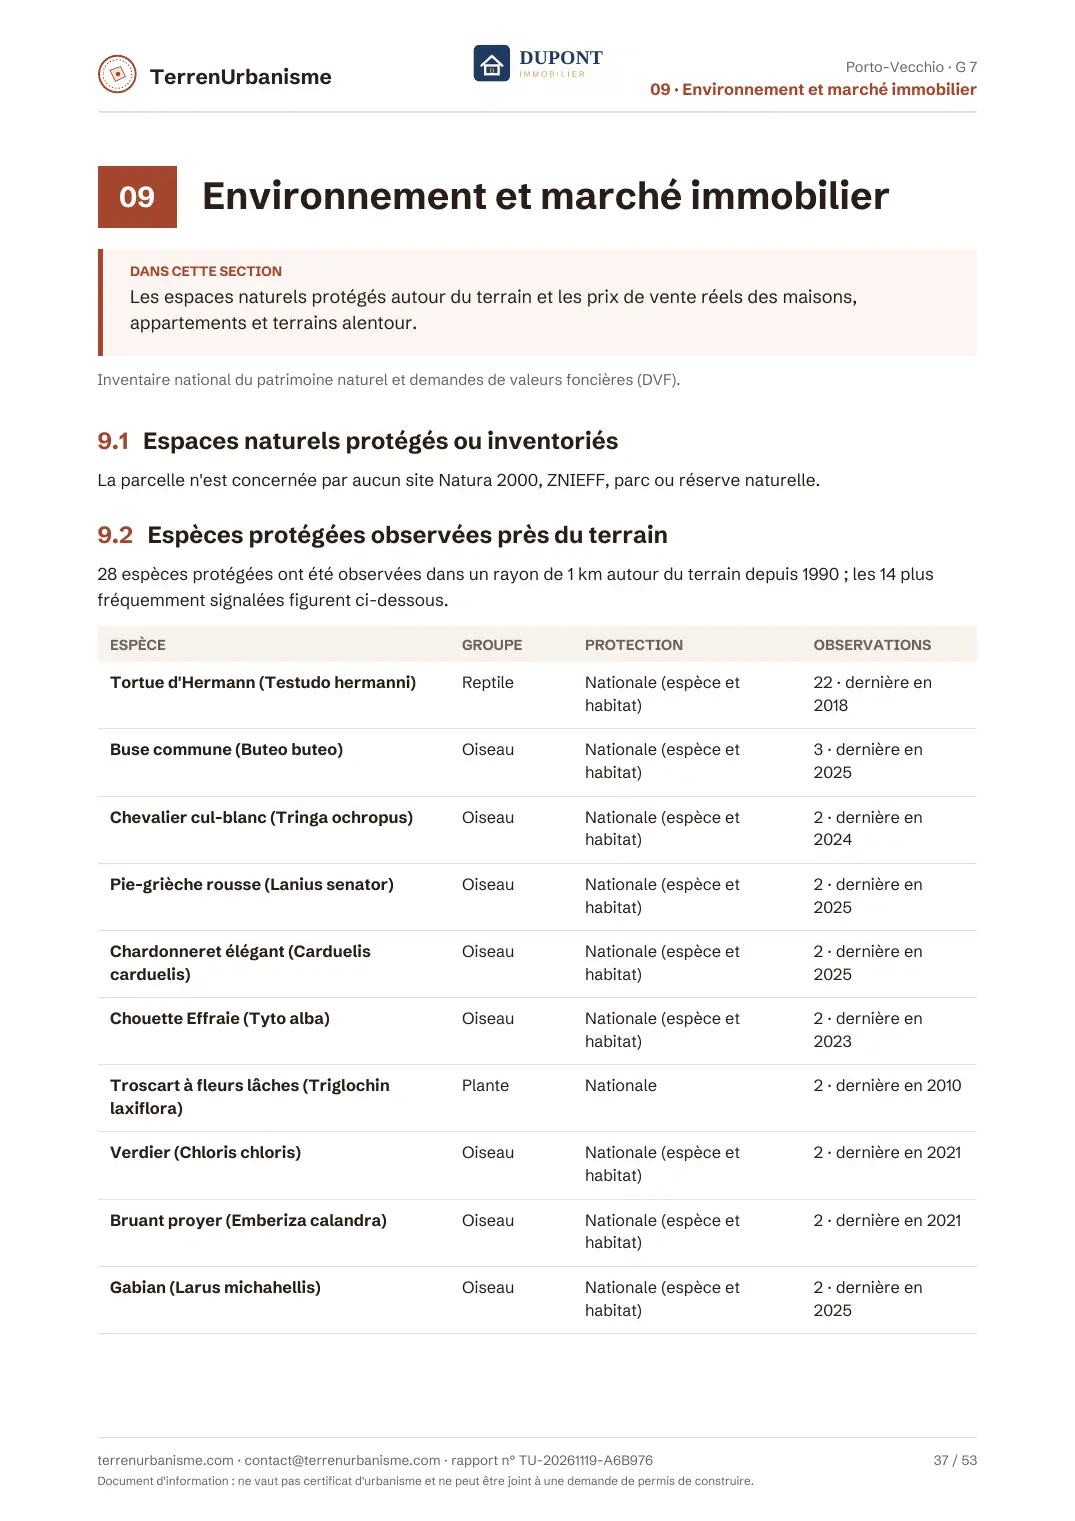 TerrenUrbanisme
DUPONT
IMMOBILIER
Porto-Vecchio · G 7
09 · Environnement et marché immobilier
09 Environnement et marché immobilier
DANS CETTE SECTION
Les espaces naturels protégés autour du terrain et les prix de vente réels des maisons,
appartements et terrains alentour.
Inventaire national du patrimoine naturel et demandes de valeurs foncières (DVF).
9.1 Espaces naturels protégés ou inventoriés
La parcelle n'est concernée par aucun site Natura 2000, ZNIEFF, parc ou réserve naturelle.
9.2 Espèces protégées observées près du terrain
28 espèces protégées ont été observées dans un rayon de 1 km autour du terrain depuis 1990 ; les 14 plus
fréquemment signalées figurent ci-dessous.
ESPÈCE GROUPE PROTECTION OBSERVATIONS
Tortue d'Hermann (Testudo hermanni) Reptile Nationale (espèce et 22 · dernière en
habitat) 2018
Buse commune (Buteo buteo) Oiseau Nationale (espèce et 3 · dernière en
habitat) 2025
Chevalier cul-blanc (Tringa ochropus) Oiseau Nationale (espèce et 2 · dernière en
habitat) 2024
Pie-grièche rousse (Lanius senator) Oiseau Nationale (espèce et 2 · dernière en
habitat) 2025
Chardonneret élégant (Carduelis Oiseau Nationale (espèce et 2 · dernière en
carduelis) habitat) 2025
Chouette Effraie (Tyto alba) Oiseau Nationale (espèce et 2 · dernière en
habitat) 2023
Troscart à fleurs lâches (Triglochin Plante Nationale 2 · dernière en 2010
laxiflora)
Verdier (Chloris chloris) Oiseau Nationale (espèce et 2 · dernière en 2021
habitat)
Bruant proyer (Emberiza calandra) Oiseau Nationale (espèce et 2 · dernière en 2021
habitat)
Gabian (Larus michahellis) Oiseau Nationale (espèce et 2 · dernière en
habitat) 2025
terrenurbanisme.com · contact@terrenurbanisme.com · rapport n° TU-20261119-A6B976 37 / 53
Document d'information : ne vaut pas certificat d'urbanisme et ne peut être joint à une demande de permis de construire.